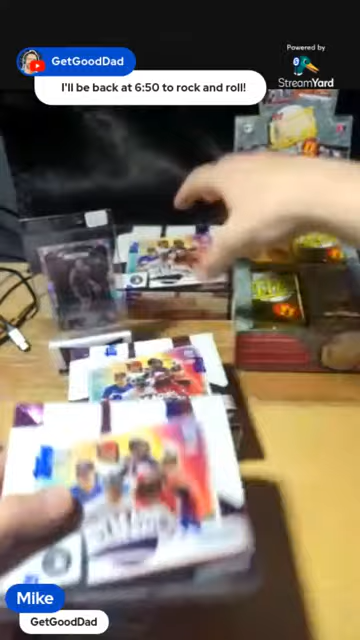 GetGoodDad
Powered by
StreamYard
I'll be back at 6:50 to rock and roll!
Mike
GetGoodDad